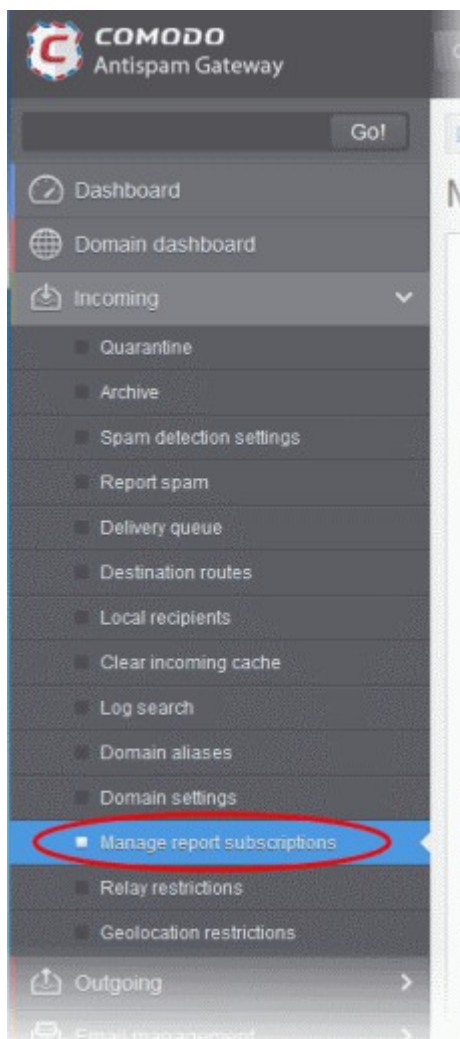 COMODO
Antispam Gateway
Go!
Dashboard
Domain dashboard
Incoming
Quarantine
Archive
Spam detection settings
Report spam
Delivery queue
Destination routes
Local recipients
Clear incoming cache
Log search
Domain aliases
Domain settings
Manage report subscriptions
Relay restrictions
Geolocation restrictions
Outgoing
Email management